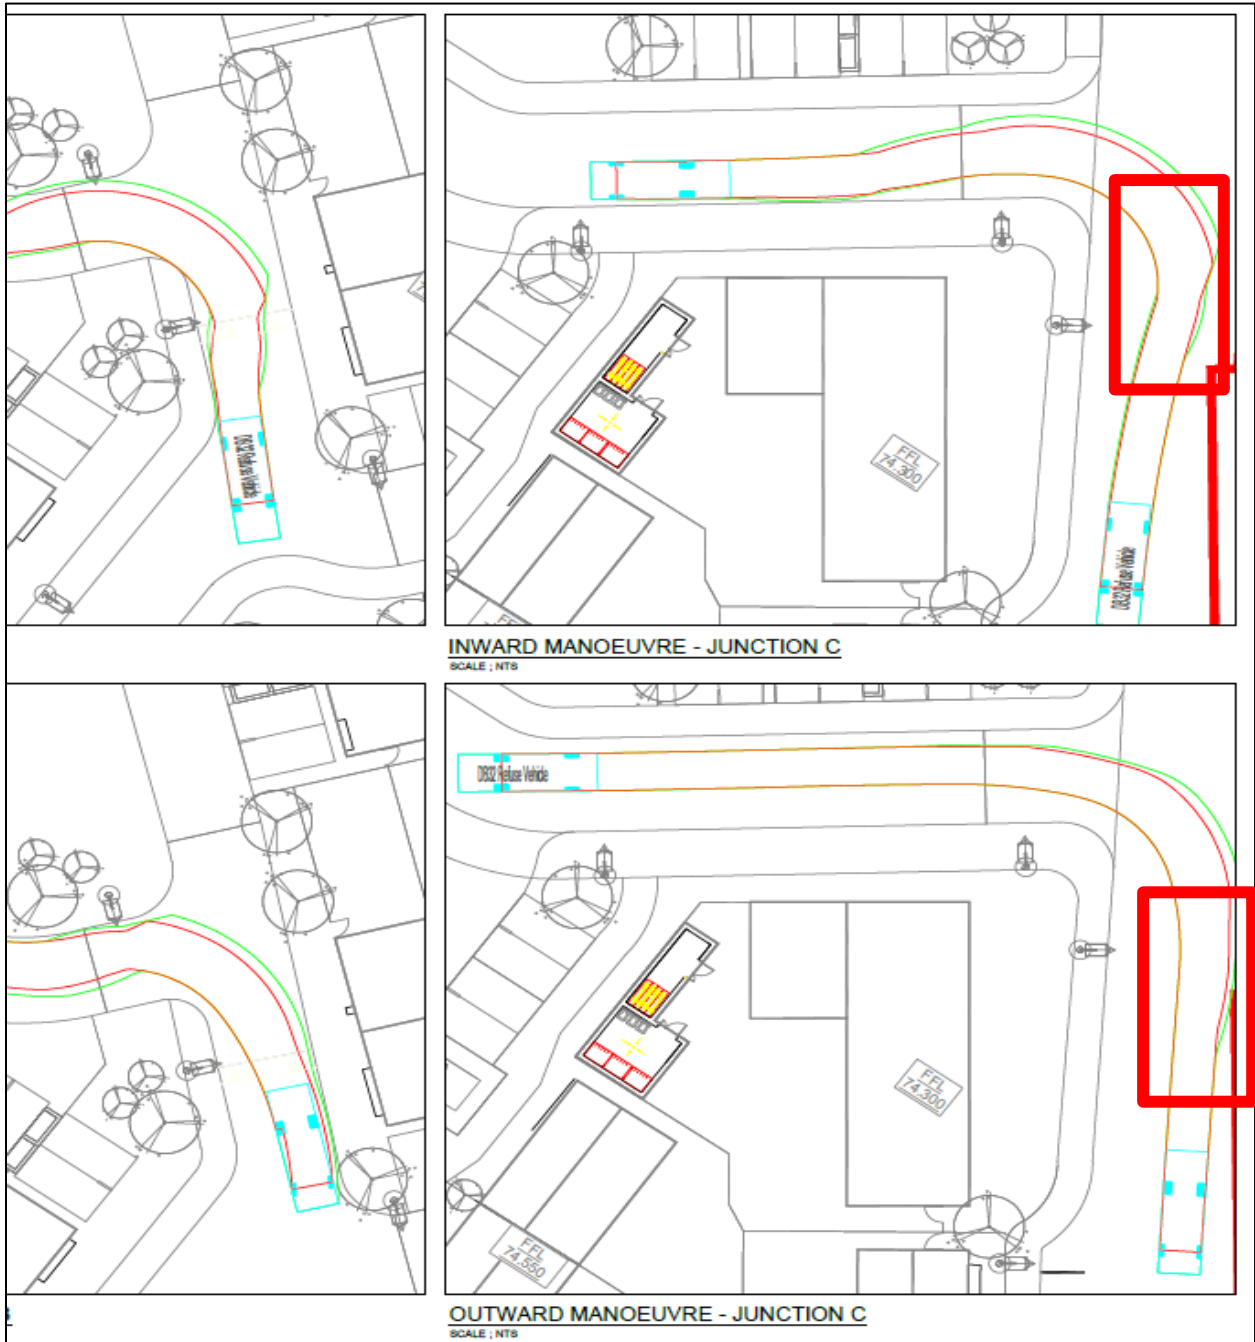 DB32 Refuse Vehicle
FFL
74.300
DB32 Refuse Vehicle
INWARD MANOEUVRE - JUNCTION C
SCALE ; NTS
DB32 Refuse Vehicle
FFL
74.300
FFL
74.550
OUTWARD MANOEUVRE - JUNCTION C
SCALE ; NTS